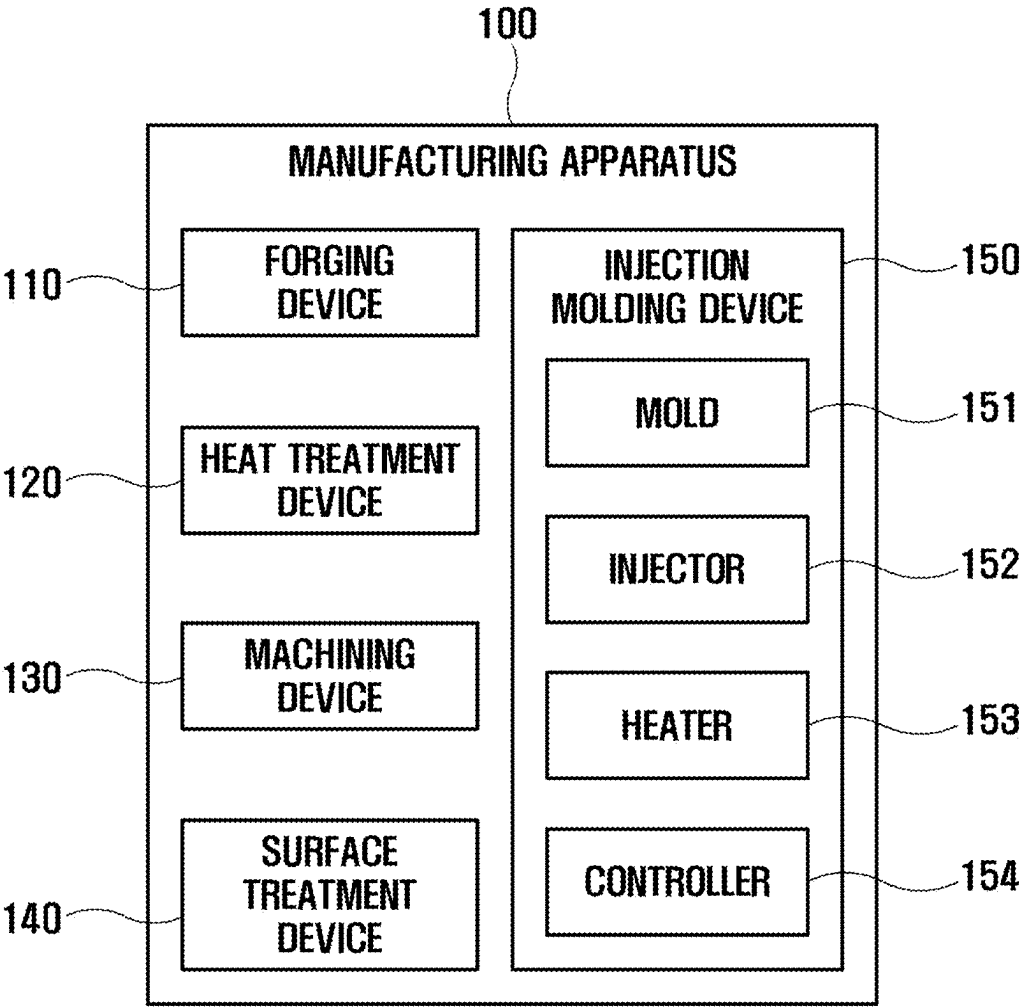 100
MANUFACTURING APPARATUS
110
FORGING
DEVICE
120
HEAT TREATMENT
DEVICE
130
MACHINING
DEVICE
140
SURFACE
TREATMENT
DEVICE
INJECTION
MOLDING DEVICE
150
MOLD
151
INJECTOR
152
HEATER
153
CONTROLLER
154